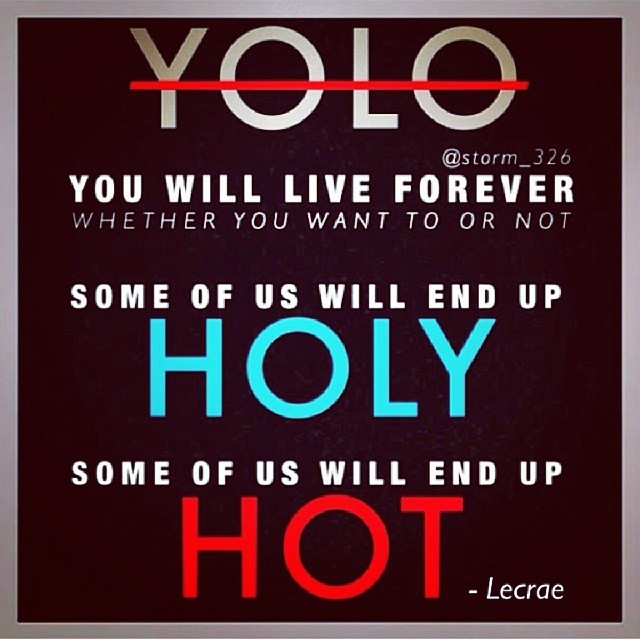 YOLO
@storm_326
YOU WILL LIVE FOREVER
WHETHER YOU WANT TO OR NOT
SOME OF US WILL END UP
HOLY
SOME OF US WILL END UP
HOT
- Lecrae